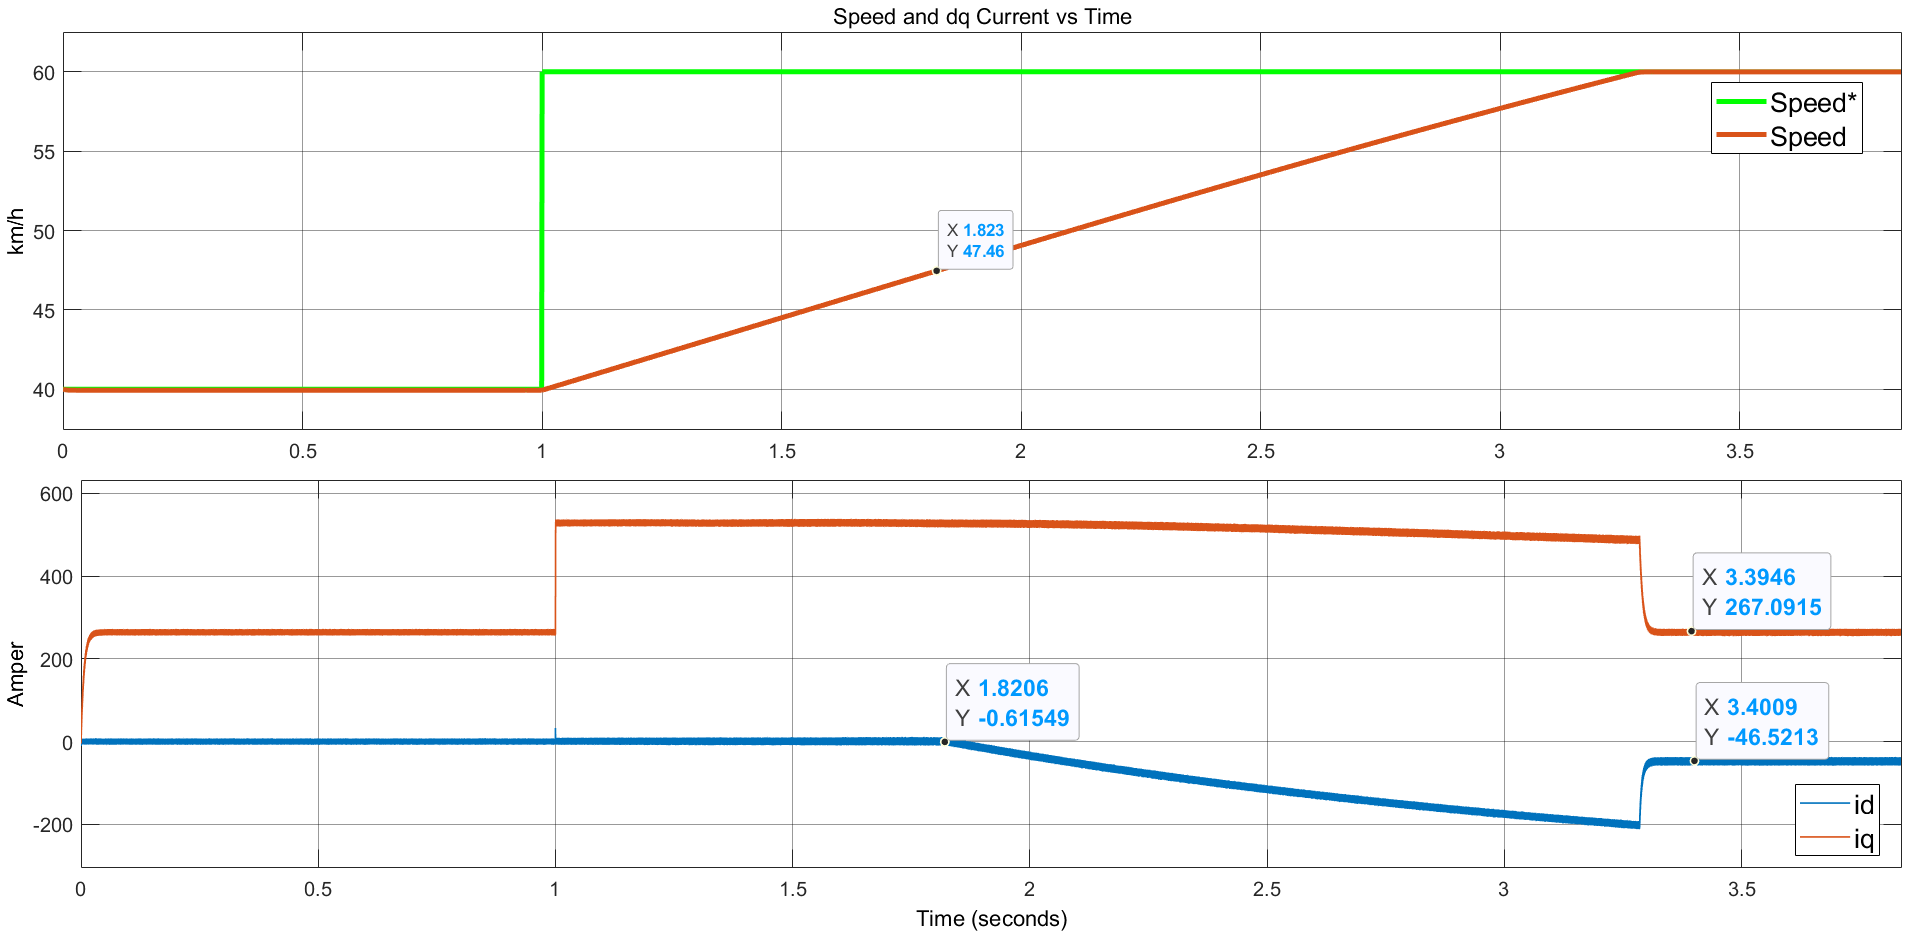 Speed and dq Current vs Time
60
55
50
45
40
km/h
Speed*
Speed
X 1.823
Y 47.46
0 0.5 1 1.5 2 2.5 3 3.5
600
400
200
0
-200
Amper
X 3.3946
Y 267.0915
X 1.8206
Y -0.61549
X 3.4009
Y -46.5213
id
iq
0 0.5 1 1.5 2 2.5 3 3.5
Time (seconds)